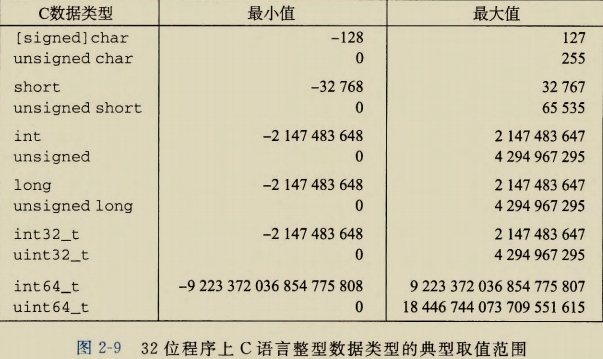 C数据类型 最小值 最大值
[signed]char -128 127
unsigned char 0 255
short -32 768 32 767
unsigned short 0 65 535
int -2 147 483 648 2 147 483 647
unsigned 0 4 294 967 295
long -2 147 483 648 2 147 483 647
unsigned long 0 4 294 967 295
int32_t -2 147 483 648 2 147 483 647
uint32_t 0 4 294 967 295
int64_t -9 223 372 036 854 775 808 9 223 372 036 854 775 807
uint64_t 0 18 446 744 073 709 551 615
图 2-9 32 位程序上 C 语言整型数据类型的典型取值范围